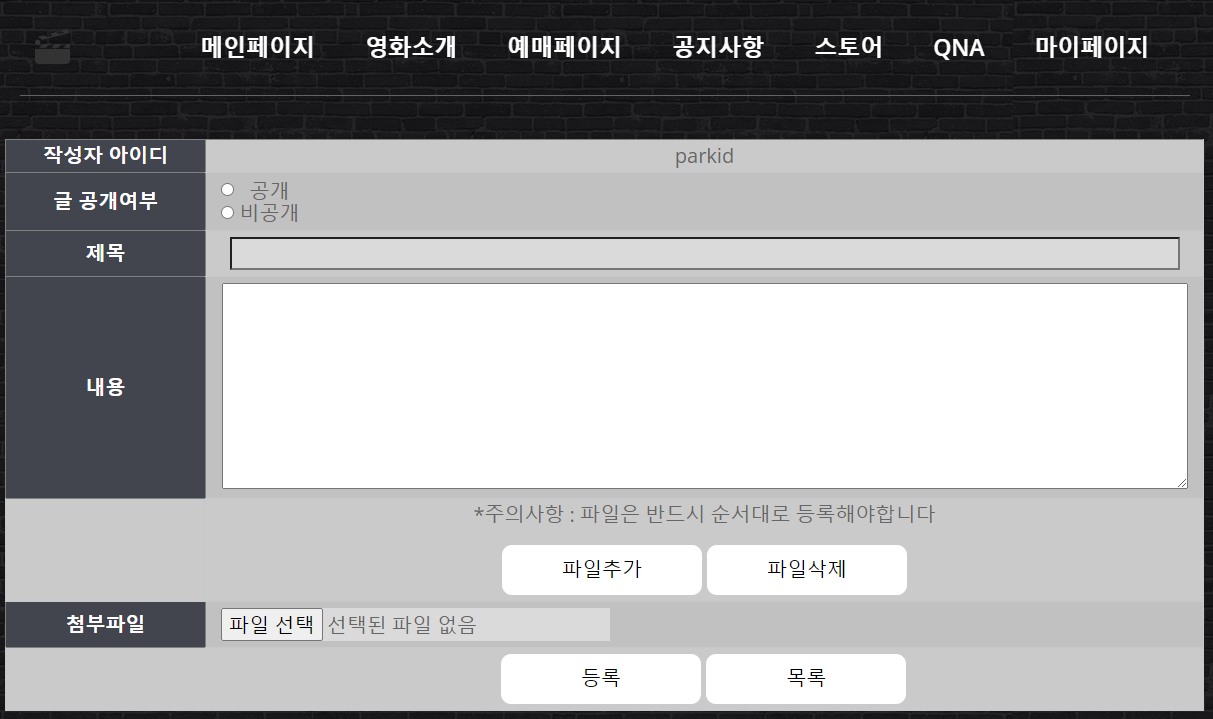 메인페이지 영화소개 예매페이지 공지사항 스토어 QNA 마이페이지
작성자 아이디 parkid
글 공개여부
공개
비공개
제목
내용
*주의사항 : 파일은 반드시 순서대로 등록해야합니다
파일추가 파일삭제
첨부파일 파일 선택 선택된 파일 없음
등록 목록